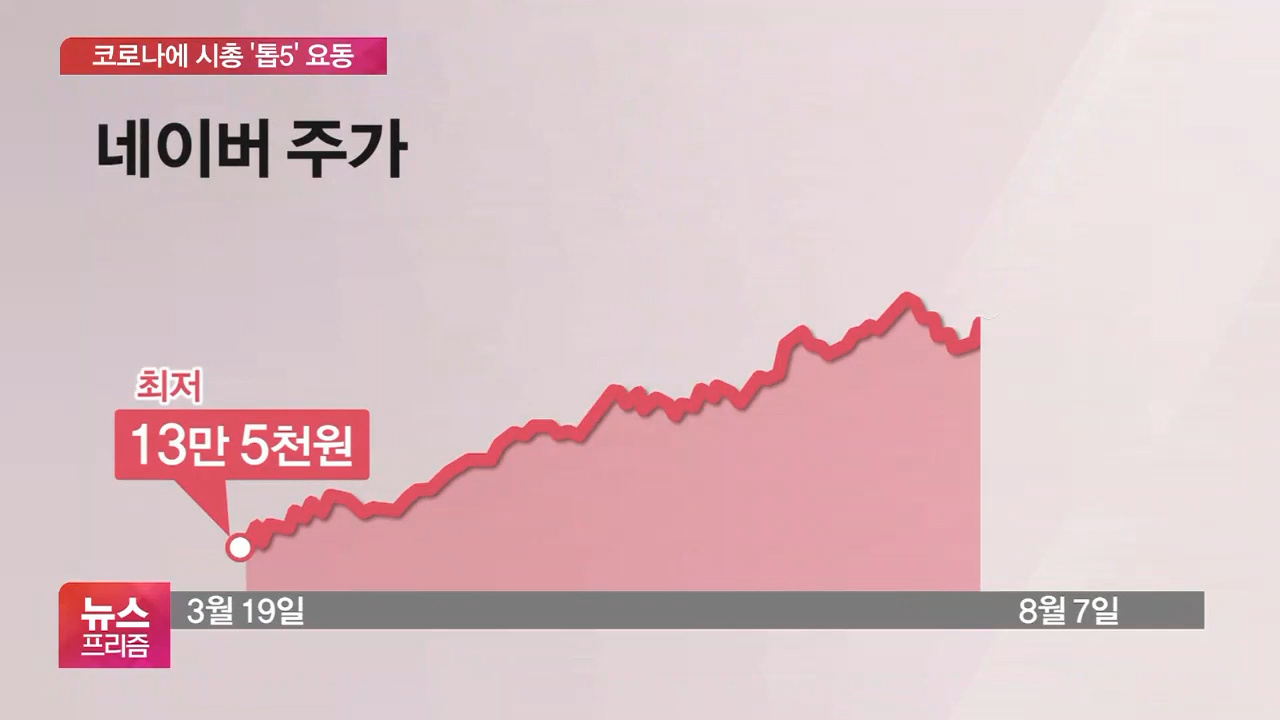 코로나에 시총 '톱5' 요동
네이버 주가
최저
13만 5천원
3월 19일
8월 7일
뉴스
프리즘